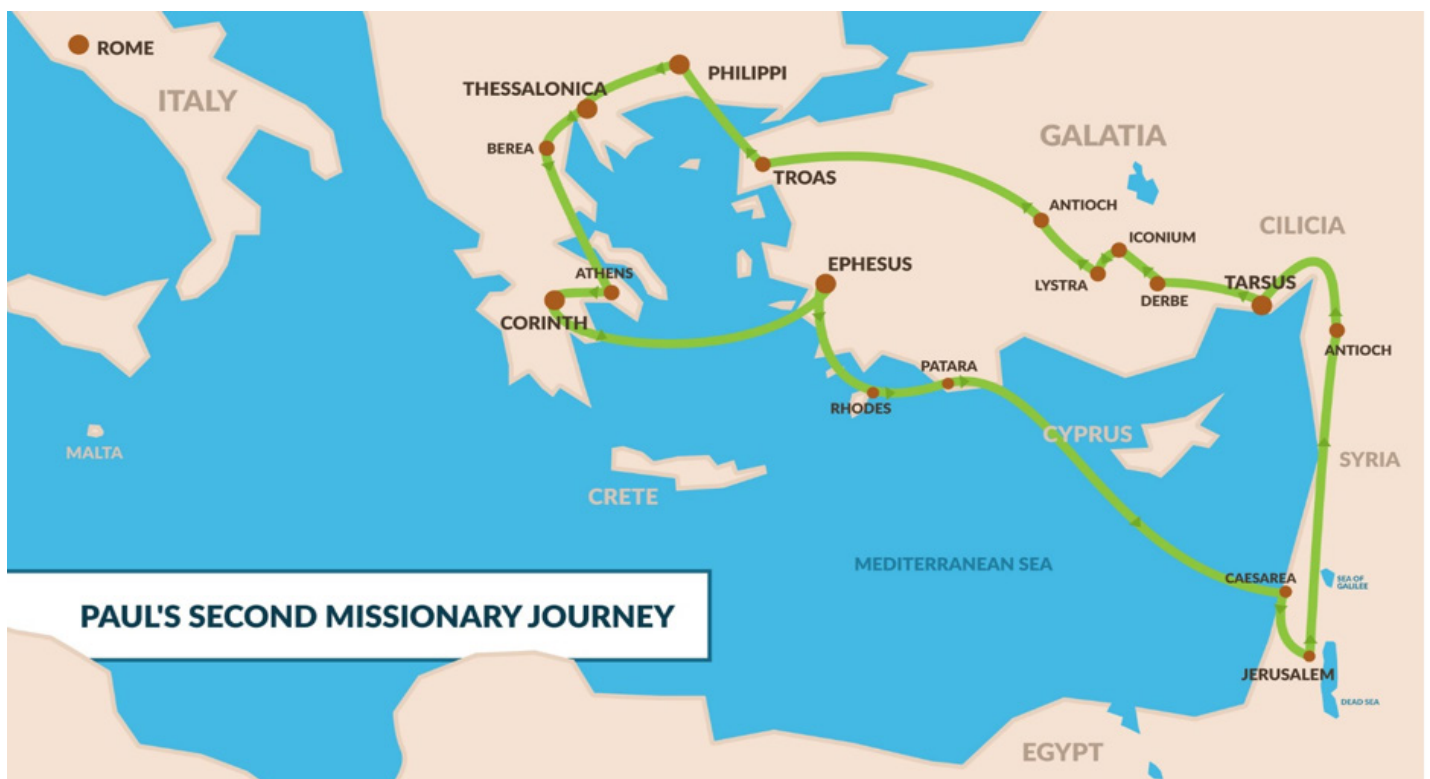 ROME
ITALY
PHILIPPI
THESSALONICA
BEREA
TROAS
GALATIA
ANTIOCH
ICONIUM
CILICIA
LYSTRA
DERBE
TARSUS
ATHENS
EPHESUS
CORINTH
ANTIOCH
PATARA
RHODES
CYPRUS
MALTA
SYRIA
CRETE
MEDITERRANEAN SEA
CAESAREA
SEA OF
GALILEE
PAUL'S SECOND MISSIONARY JOURNEY
JERUSALEM
DEAD SEA
EGYPT